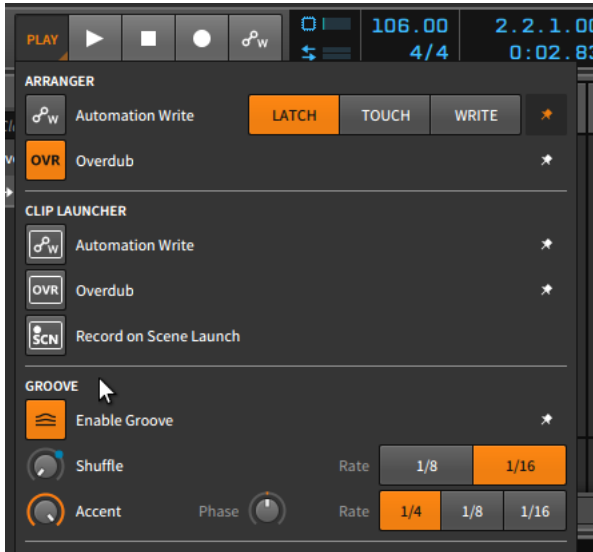 PLAY W 106.00 2.2.1.00
4/4 0:02.83
ARRANGER
W Automation Write LATCH TOUCH WRITE
OVR Overdub
CLIP LAUNCHER
W Automation Write
OVR Overdub
SCN Record on Scene Launch
GROOVE
Enable Groove
Shuffle Rate 1/8 1/16
Accent Phase Rate 1/4 1/8 1/16